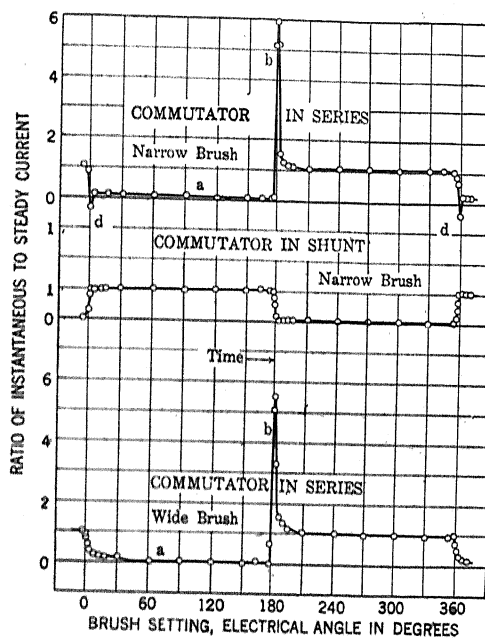 6
4
2
0
1
1
0
6
4
2
0
RATIO OF INSTANTANEOUS TO STEADY CURRENT
b
COMMUTATOR IN SERIES
Narrow Brush
a
d
d
COMMUTATOR IN SHUNT
Narrow Brush
Time→
b
COMMUTATOR IN SERIES
Wide Brush
a
0 60 120 180 240 300 360
BRUSH SETTING, ELECTRICAL ANGLE IN DEGREES